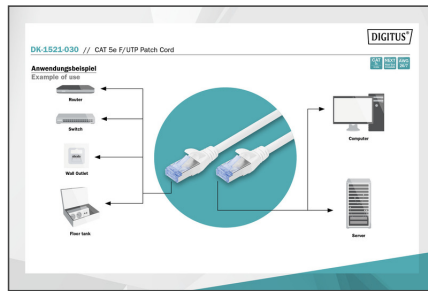 DIGITUS®
DK-1521-030 // CAT 5e F/UTP Patch Cord
Anwendungsbeispiel
Example of use
Router
Switch
Wall Outlet
Floor tank
Computer
Server